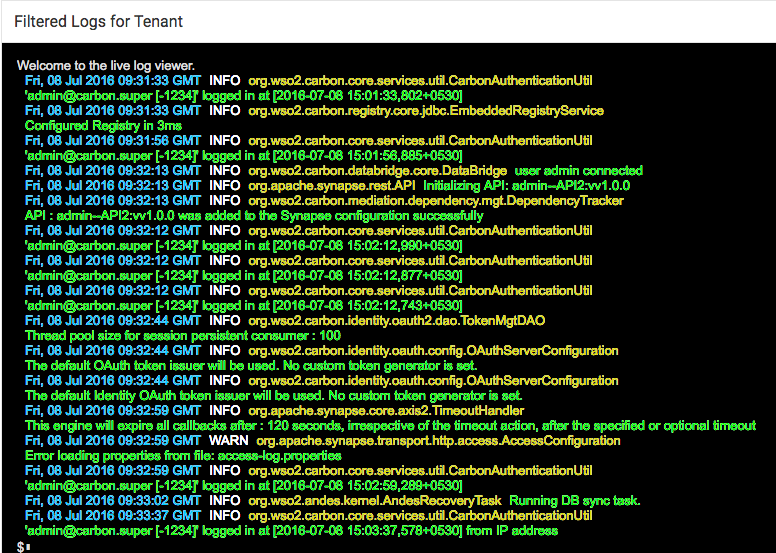 Filtered Logs for Tenant
Welcome to the live log viewer.
Fri, 08 Jul 2016 09:31:33 GMT INFO org.wso2.carbon.core.services.util.CarbonAuthenticationUtil
'admin@carbon.super [-1234]' logged in at [2016-07-08 15:01:33,802+0530]
Fri, 08 Jul 2016 09:31:33 GMT INFO org.wso2.carbon.registry.core.jdbc.EmbeddedRegistryService
Configured Registry in 3ms
Fri, 08 Jul 2016 09:31:56 GMT INFO org.wso2.carbon.core.services.util.CarbonAuthenticationUtil
'admin@carbon.super [-1234]' logged in at [2016-07-08 15:01:56,885+0530]
Fri, 08 Jul 2016 09:32:13 GMT INFO org.wso2.carbon.databridge.core.DataBridge user admin connected
Fri, 08 Jul 2016 09:32:13 GMT INFO org.apache.synapse.rest.API Initializing API: admin--API2:vv1.0.0
Fri, 08 Jul 2016 09:32:13 GMT INFO org.wso2.carbon.mediation.dependency.mgt.DependencyTracker
API : admin--API2:vv1.0.0 was added to the Synapse configuration successfully
Fri, 08 Jul 2016 09:32:12 GMT INFO org.wso2.carbon.core.services.util.CarbonAuthenticationUtil
'admin@carbon.super [-1234]' logged in at [2016-07-08 15:02:12,990+0530]
Fri, 08 Jul 2016 09:32:12 GMT INFO org.wso2.carbon.core.services.util.CarbonAuthenticationUtil
'admin@carbon.super [-1234]' logged in at [2016-07-08 15:02:12,877+0530]
Fri, 08 Jul 2016 09:32:12 GMT INFO org.wso2.carbon.core.services.util.CarbonAuthenticationUtil
'admin@carbon.super [-1234]' logged in at [2016-07-08 15:02:12,743+0530]
Fri, 08 Jul 2016 09:32:44 GMT INFO org.wso2.carbon.identity.oauth2.dao.TokenMgtDAO
Thread pool size for session persistent consumer : 100
Fri, 08 Jul 2016 09:32:44 GMT INFO org.wso2.carbon.identity.oauth.config.OAuthServerConfiguration
The default OAuth token issuer will be used. No custom token generator is set.
Fri, 08 Jul 2016 09:32:44 GMT INFO org.wso2.carbon.identity.oauth.config.OAuthServerConfiguration
The default Identity OAuth token issuer will be used. No custom token generator is set.
Fri, 08 Jul 2016 09:32:59 GMT INFO org.apache.synapse.core.axis2.TimeoutHandler
This engine will expire all callbacks after : 120 seconds, irrespective of the timeout action, after the specified or optional timeout
Fri, 08 Jul 2016 09:32:59 GMT WARN org.apache.synapse.transport.http.access.AccessConfiguration
Error loading properties from file: access-log.properties
Fri, 08 Jul 2016 09:32:59 GMT INFO org.wso2.carbon.core.services.util.CarbonAuthenticationUtil
'admin@carbon.super [-1234]' logged in at [2016-07-08 15:02:59,289+0530]
Fri, 08 Jul 2016 09:33:02 GMT INFO org.wso2.andes.kernel.AndesRecoveryTask Running DB sync task.
Fri, 08 Jul 2016 09:33:37 GMT INFO org.wso2.carbon.core.services.util.CarbonAuthenticationUtil
'admin@carbon.super [-1234]' logged in at [2016-07-08 15:03:37,578+0530] from IP address
$